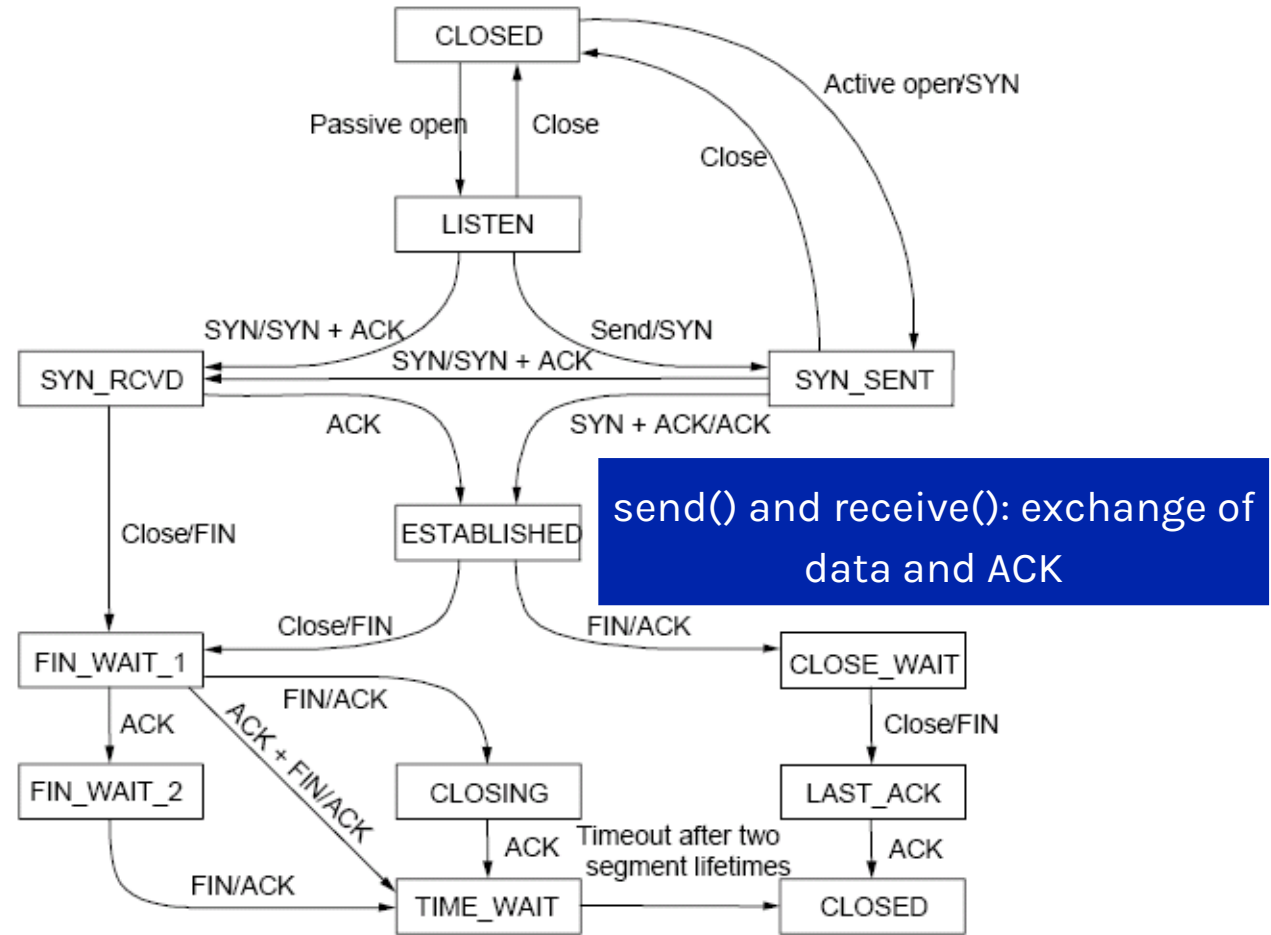 CLOSED
Active open/SYN
Passive open
Close
Close
LISTEN
SYN/SYN + ACK
Send/SYN
SYN/SYN + ACK
SYN_RCVD
SYN_SENT
ACK
SYN + ACK/ACK
send() and receive(): exchange of
data and ACK
Close/FIN
ESTABLISHED
Close/FIN
FIN/ACK
FIN_WAIT_1
CLOSE_WAIT
FIN/ACK
ACK
ACK + FIN/ACK
Close/FIN
FIN_WAIT_2
CLOSING
LAST_ACK
ACK
Timeout after two
segment lifetimes
ACK
FIN/ACK
TIME_WAIT
CLOSED